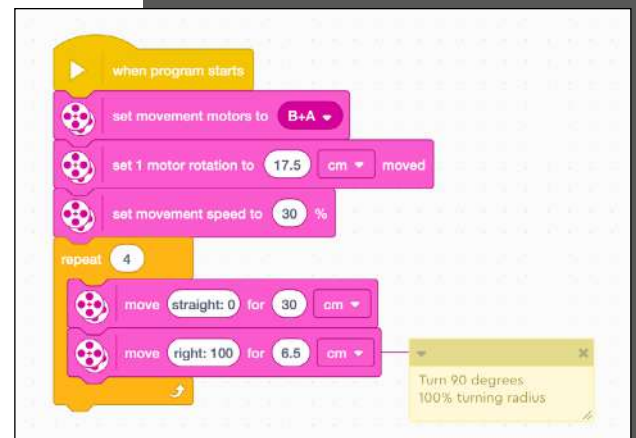 when program starts
set movement motors to B+A
set 1 motor rotation to 17.5 cm moved
set movement speed to 30 %
repeat 4
move straight: 0 for 30 cm
move right: 100 for 6.5 cm
Turn 90 degrees
100% turning radius